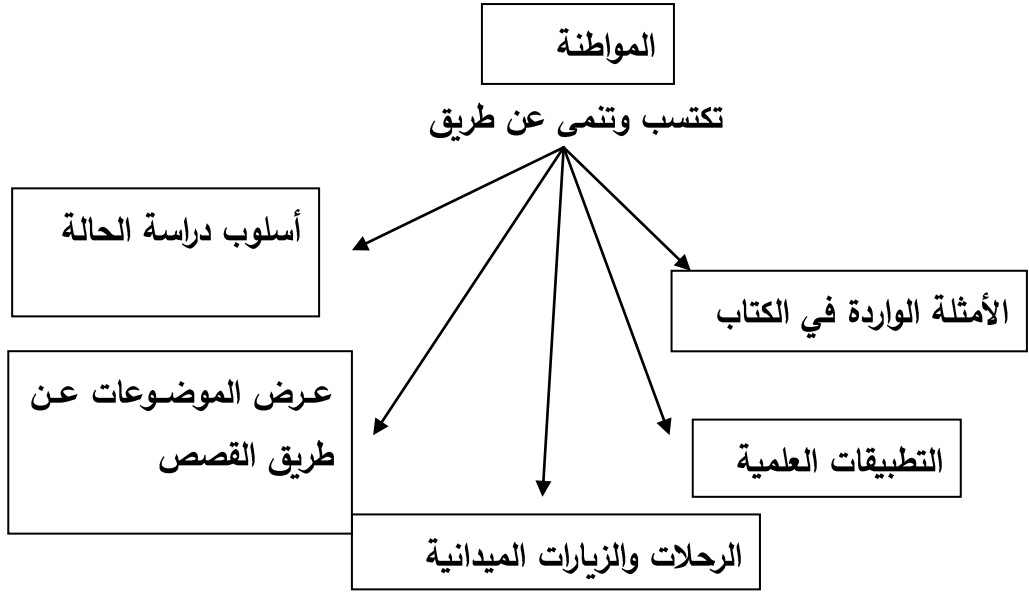 المواطنة
تكتسب وتنمى عن طريق
الأمثلة الواردة في الكتاب
التطبيقات العلمية
الرحلات والزيارات الميدانية
عرض الموضوعات عن
طريق القصص
أسلوب دراسة الحالة